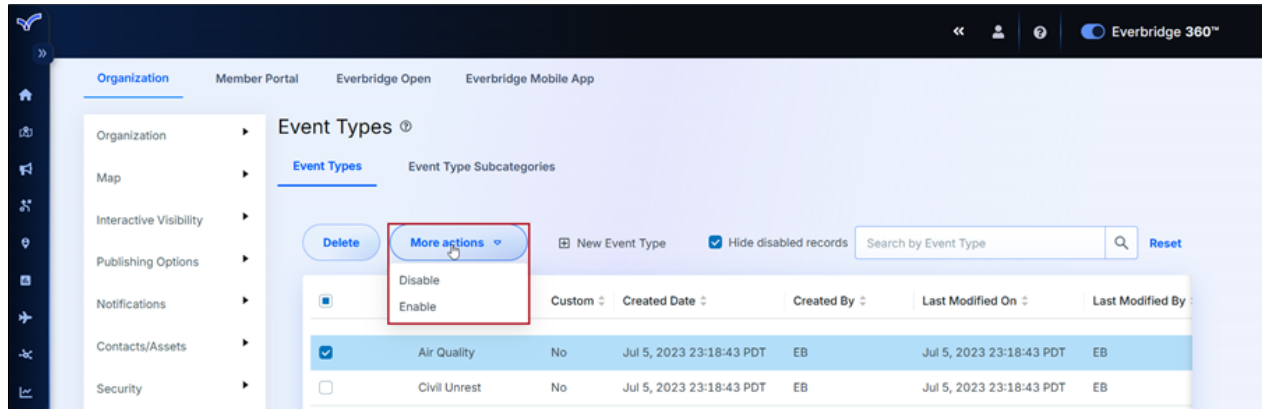 Everbridge 360™
Organization Member Portal Everbridge Open Everbridge Mobile App
Organization
Map
Interactive Visibility
Publishing Options
Notifications
Contacts/Assets
Security
Event Types
Event Types Event Type Subcategories
Delete More actions New Event Type Hide disabled records Search by Event Type Reset
Disable
Enable
Custom Created Date Created By Last Modified On Last Modified By
Air Quality No Jul 5, 2023 23:18:43 PDT EB Jul 5, 2023 23:18:43 PDT EB
Civil Unrest No Jul 5, 2023 23:18:43 PDT EB Jul 5, 2023 23:18:43 PDT EB